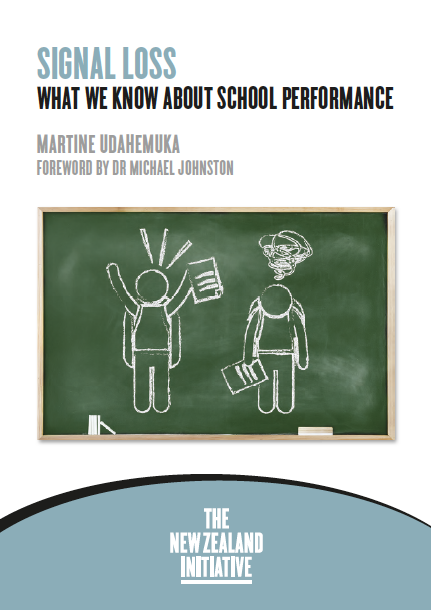 SIGNAL LOSS
WHAT WE KNOW ABOUT SCHOOL PERFORMANCE
MARTINE UDAHEMUKA
FOREWORD BY DR MICHAEL JOHNSTON
THE
NEW ZEALAND
INITIATIVE